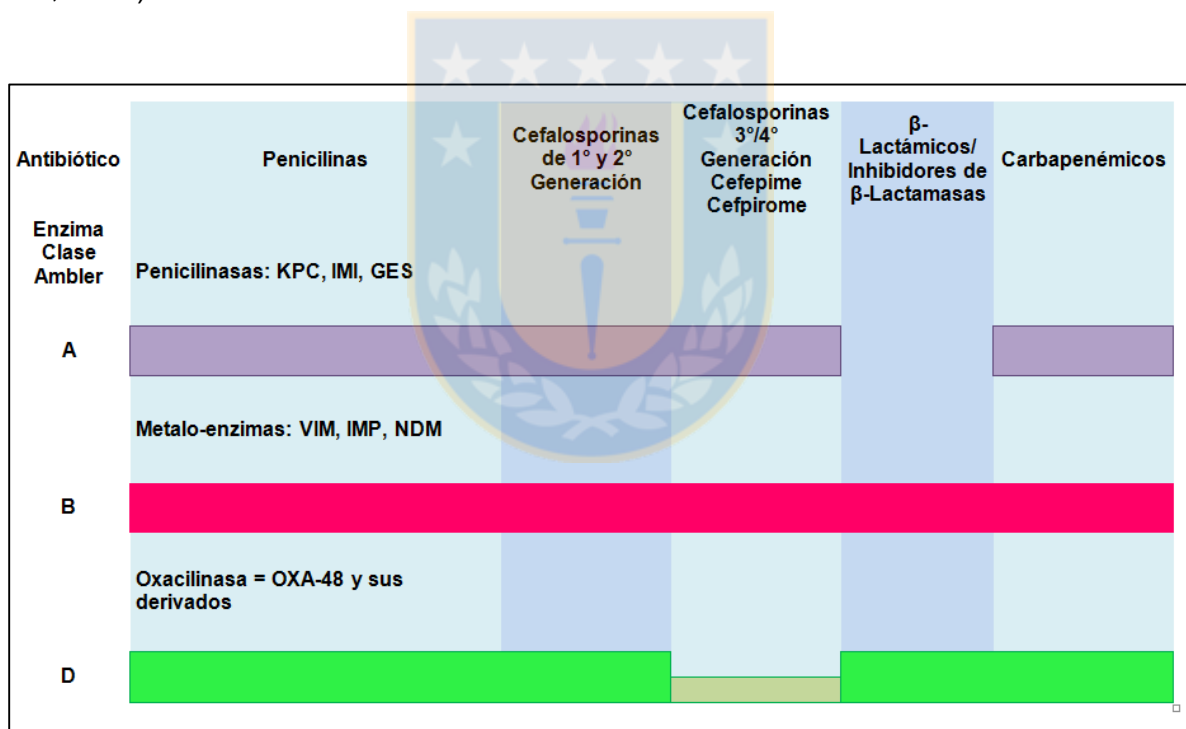 Antibiótico
Penicilinas
Cefalosporinas
de 1° y 2°
Generación
Cefalosporinas
3°/4°
Generación
Cefepime
Cefpirome
β-
Lactámicos/
Inhibidores de
β-Lactamasas
Carbapenémicos
Enzima
Clase
Ambler
Penicilinasas: KPC, IMI, GES
A
Metalo-enzimas: VIM, IMP, NDM
B
Oxacilinasa = OXA-48 y sus
derivados
D